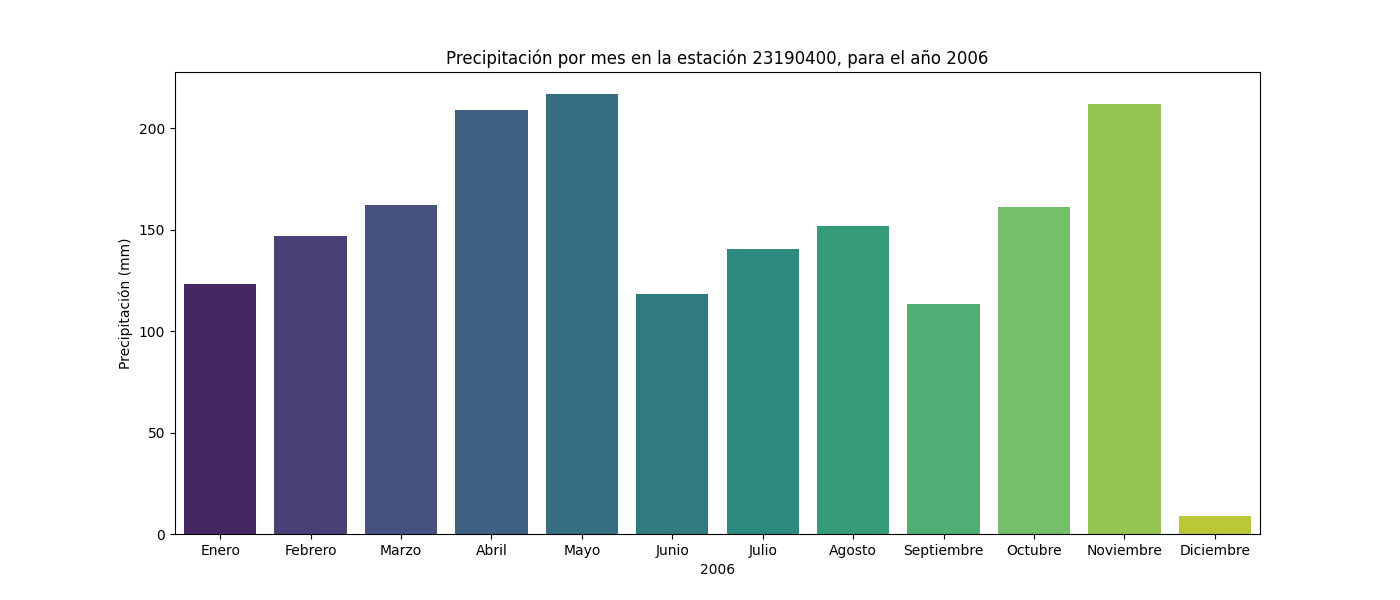 Precipitación por mes en la estación 23190400, para el año 2006
Precipitación (mm)
200
150
100
50
0
Enero Febrero Marzo Abril Mayo Junio Julio Agosto Septiembre Octubre Noviembre Diciembre
2006